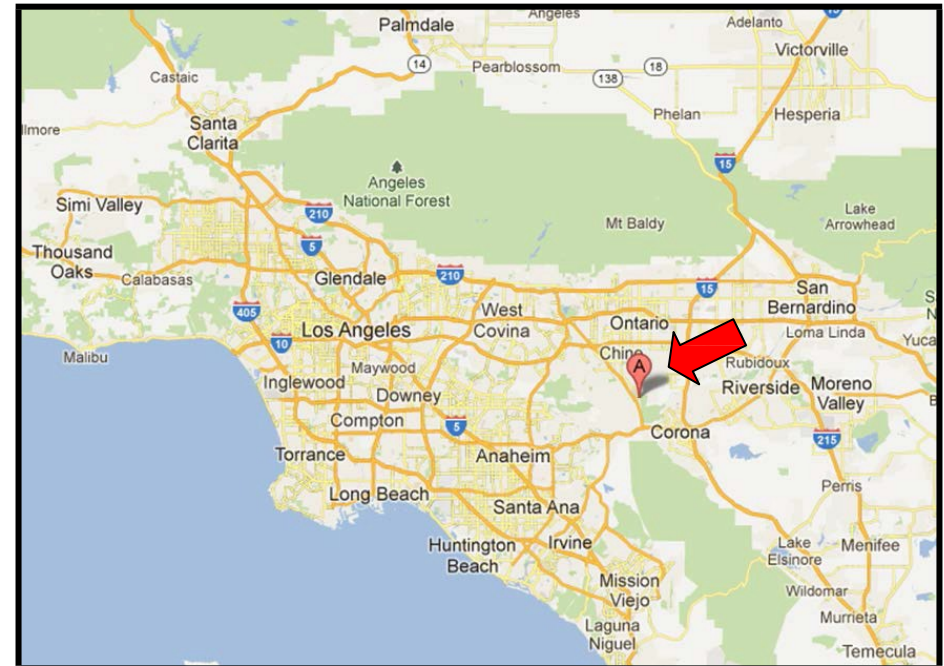 Angeles
Palmdale
Adelanto
Victorville
14
Pearblossom
18
138
Castaic
Phelan
Hesperia
Santa
Clarita
15
Angeles
National Forest
Simi Valley
210
Mt Baldy
Lake
Arrowhead
5
Thousand
Oaks
Calabasas
Glendale
210
15
San
Bernardino
405
West
Covina
Los Angeles
Ontario
Loma Linda
10
Malibu
Maywood
Chino
A
Rubidoux
Inglewood
Downey
Riverside
Moreno
Valley
Compton
5
Corona
215
Torrance
Anaheim
Long Beach
Santa Ana
Perris
Huntington
Beach
Irvine
Lake
Elsinore
Menifee
Mission
Viejo
Wildomar
Laguna
Niguel
Murrieta
Temecula